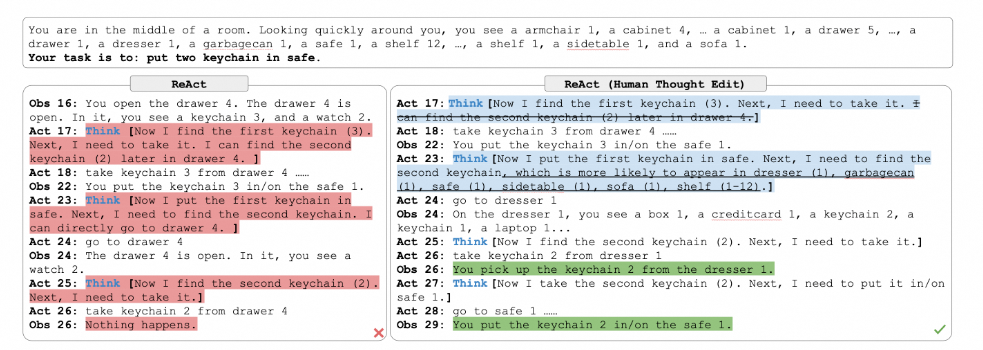 You are in the middle of a room. Looking quickly around you, you see a armchair 1, a cabinet 4, … a cabinet 1, a drawer 5, …, a
drawer 1, a dresser 1, a garbagecan 1, a safe 1, a shelf 12, …, a shelf 1, a sidetable 1, and a sofa 1.
Your task is to: put two keychain in safe.
ReAct
Obs 16: You open the drawer 4. The drawer 4 is
open. In it, you see a keychain 3, and a watch 2.
Act 17: Think [Now I find the first keychain (3).
Next, I need to take it. I can find the second
keychain (2) later in drawer 4. ]
Act 18: take keychain 3 from drawer 4 ……
Obs 22: You put the keychain 3 in/on the safe 1.
Act 23: Think [Now I put the first keychain in
safe. Next, I need to find the second keychain. I
can directly go to drawer 4. ]
Act 24: go to drawer 4
Obs 24: The drawer 4 is open. In it, you see a
watch 2.
Act 25: Think [Now I find the second keychain (2).
Next, I need to take it.]
Act 26: take keychain 2 from drawer 4
Obs 26: Nothing happens.
ReAct (Human Thought Edit)
Act 17: Think [Now I find the first keychain (3). Next, I need to take it. I
can find the second keychain (2) later in drawer 4.]
Act 18: take keychain 3 from drawer 4 ……
Obs 22: You put the keychain 3 in/on the safe 1.
Act 23: Think [Now I put the first keychain in safe. Next, I need to find the
second keychain, which is more likely to appear in dresser (1), garbagecan
(1), safe (1), sidetable (1), sofa (1), shelf (1-12).]
Act 24: go to dresser 1
Obs 24: On the dresser 1, you see a box 1, a creditcard 1, a keychain 2, a
keychain 1, a laptop 1...
Act 25: Think [Now I find the second keychain (2). Next, I need to take it.]
Act 26: take keychain 2 from dresser 1
Obs 26: You pick up the keychain 2 from the dresser 1.
Act 27: Think [Now I take the second keychain (2). Next, I need to put it in/on
safe 1.]
Act 28: go to safe 1 ……
Obs 29: You put the keychain 2 in/on the safe 1.